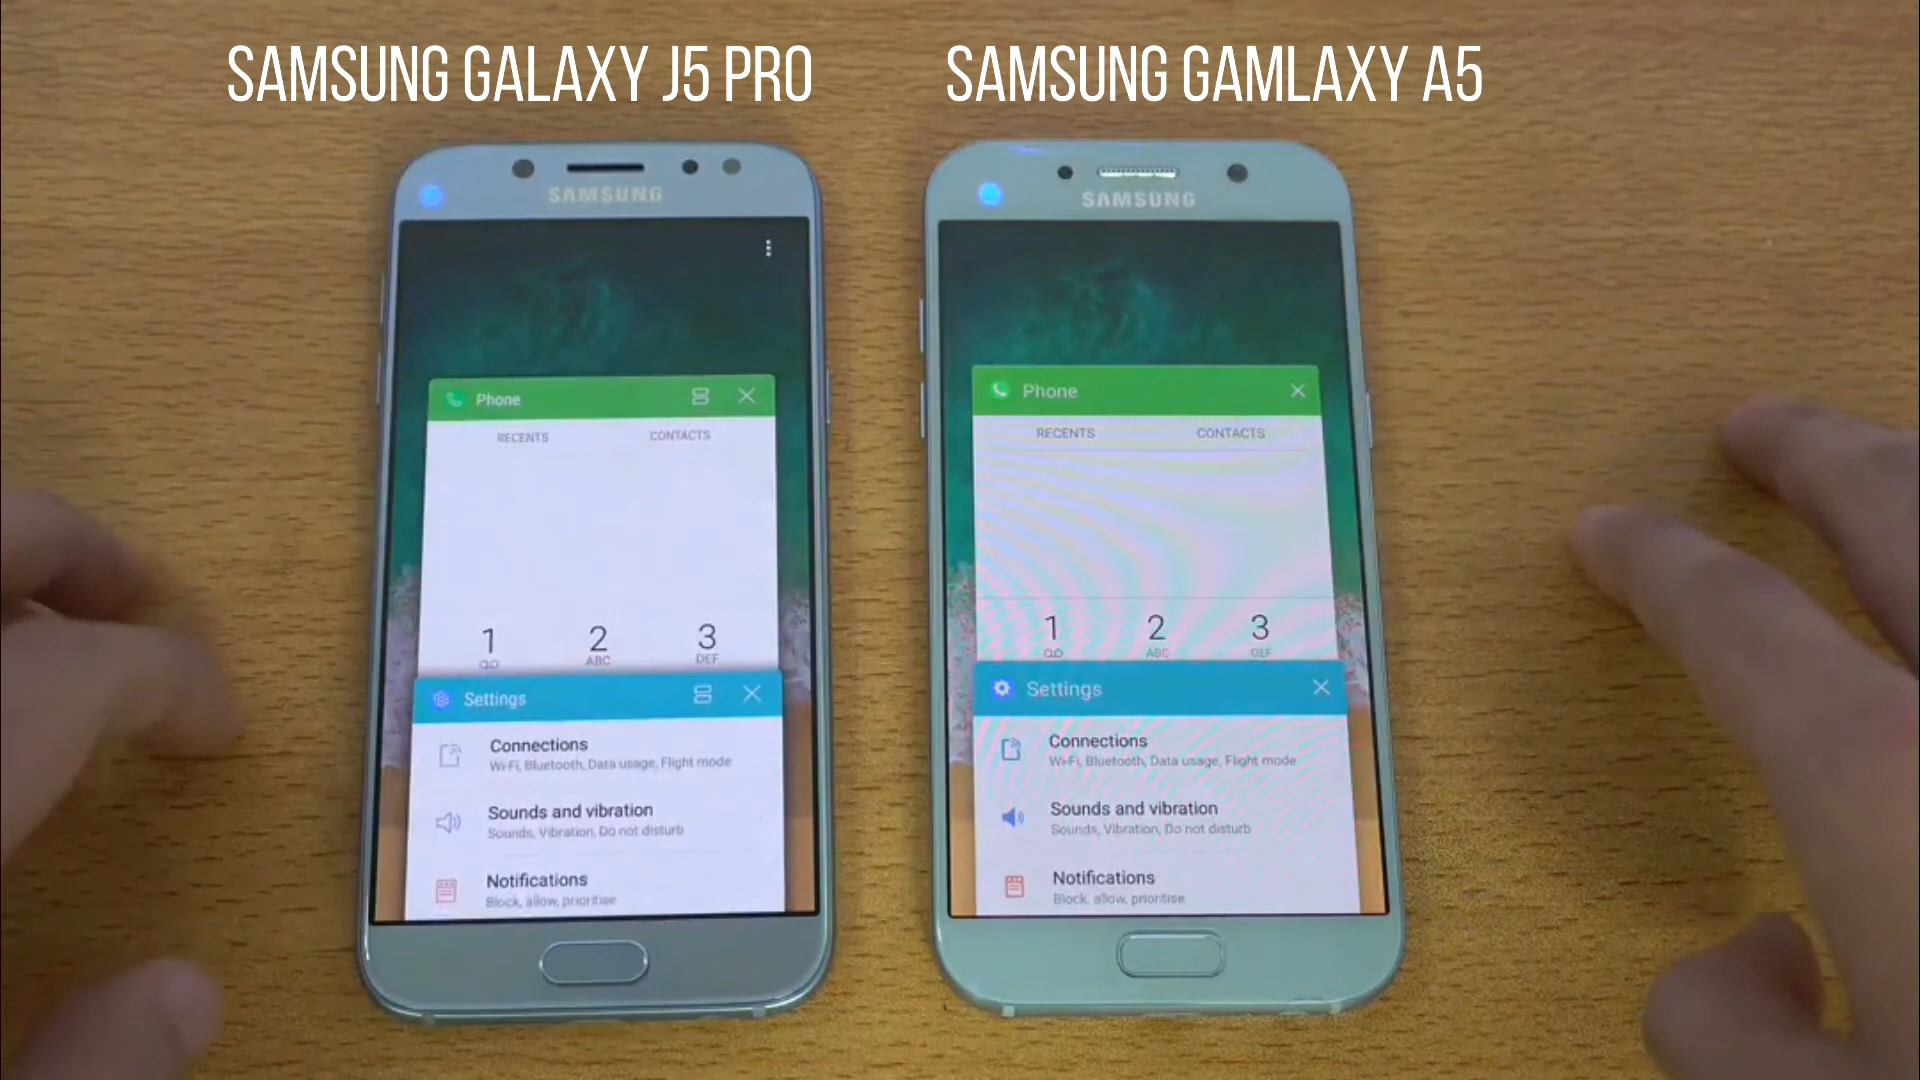 SAMSUNG GALAXY J5 PRO
SAMSUNG GAMLAXY A5
SAMSUNG
Phone
RECENTS CONTACTS
1 2 3
ABC DEF
Settings
Connections
Wi-Fi, Bluetooth, Data usage, Flight mode
Sounds and vibration
Sounds, Vibration, Do not disturb
Notifications
Block, allow, prioritise
SAMSUNG
Phone
RECENTS CONTACTS
1 2 3
ABC DEF
Settings
Connections
Wi-Fi, Bluetooth, Data usage, Flight mode
Sounds and vibration
Sounds, Vibration, Do not disturb
Notifications
Block, allow, prioritise